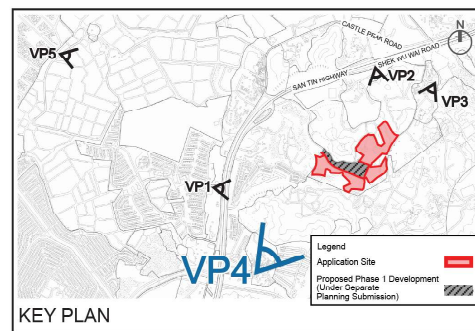 N
CASTLE PEAK ROAD
SHEK WU WAI ROAD
SAN TIN HIGHWAY
VP5
VP2
VP3
VP1
VP4
Legend
Application Site
Proposed Phase 1 Development
(Under Separate
Planning Submission)
KEY PLAN